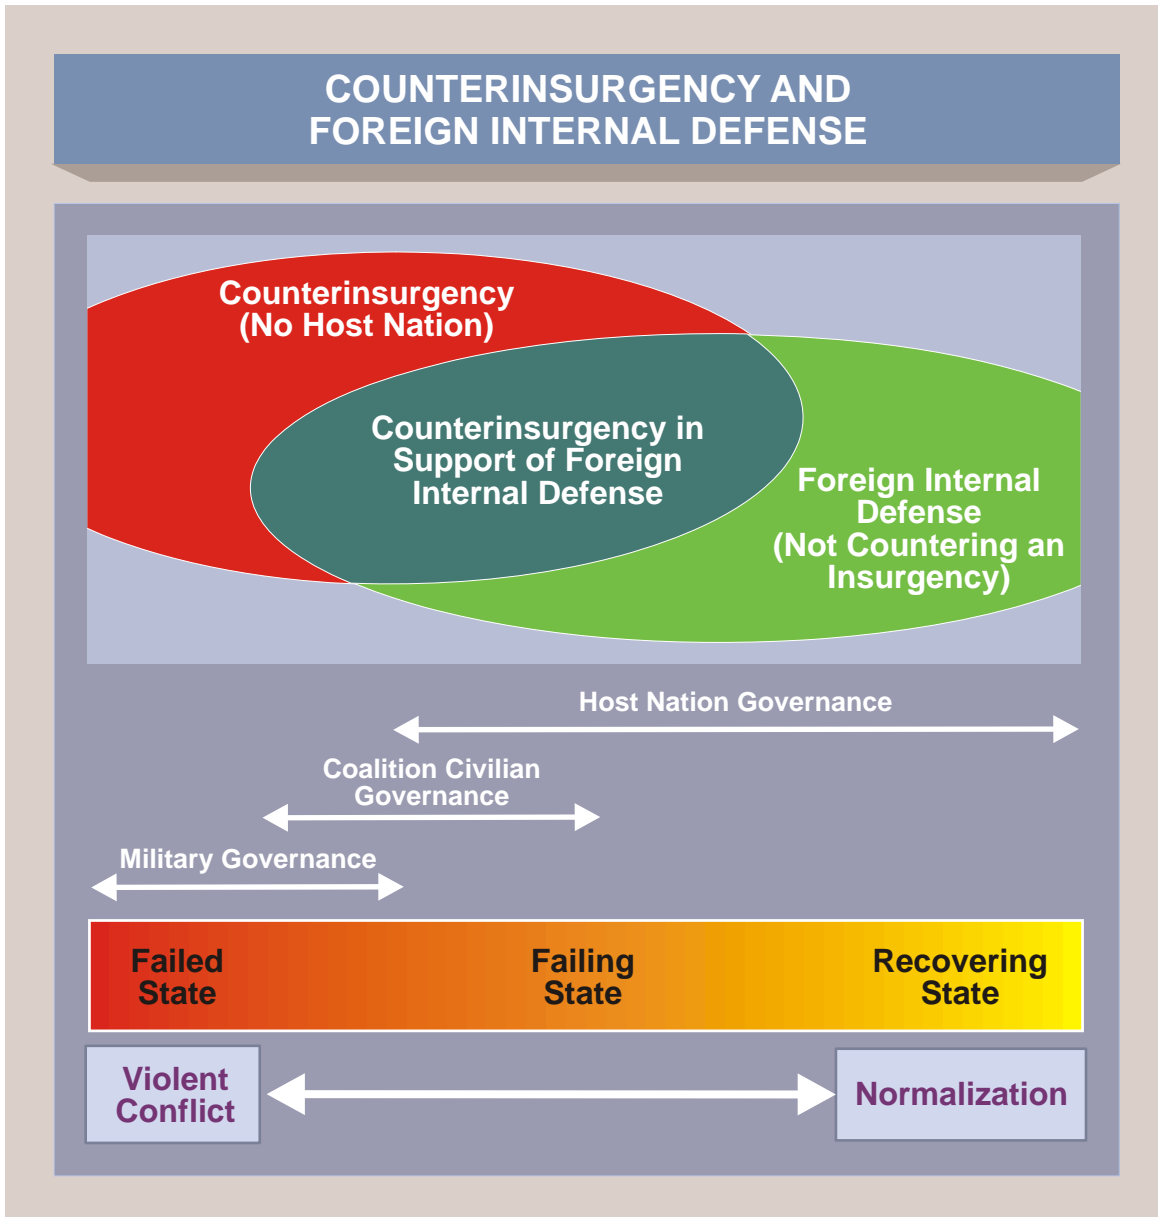 COUNTERINSURGENCY AND
FOREIGN INTERNAL DEFENSE
Counterinsurgency
(No Host Nation)
Counterinsurgency in
Support of Foreign
Internal Defense
Foreign Internal
Defense
(Not Countering an
Insurgency)
Host Nation Governance
Coalition Civilian
Governance
Military Governance
Failed
State
Failing
State
Recovering
State
Violent
Conflict
Normalization